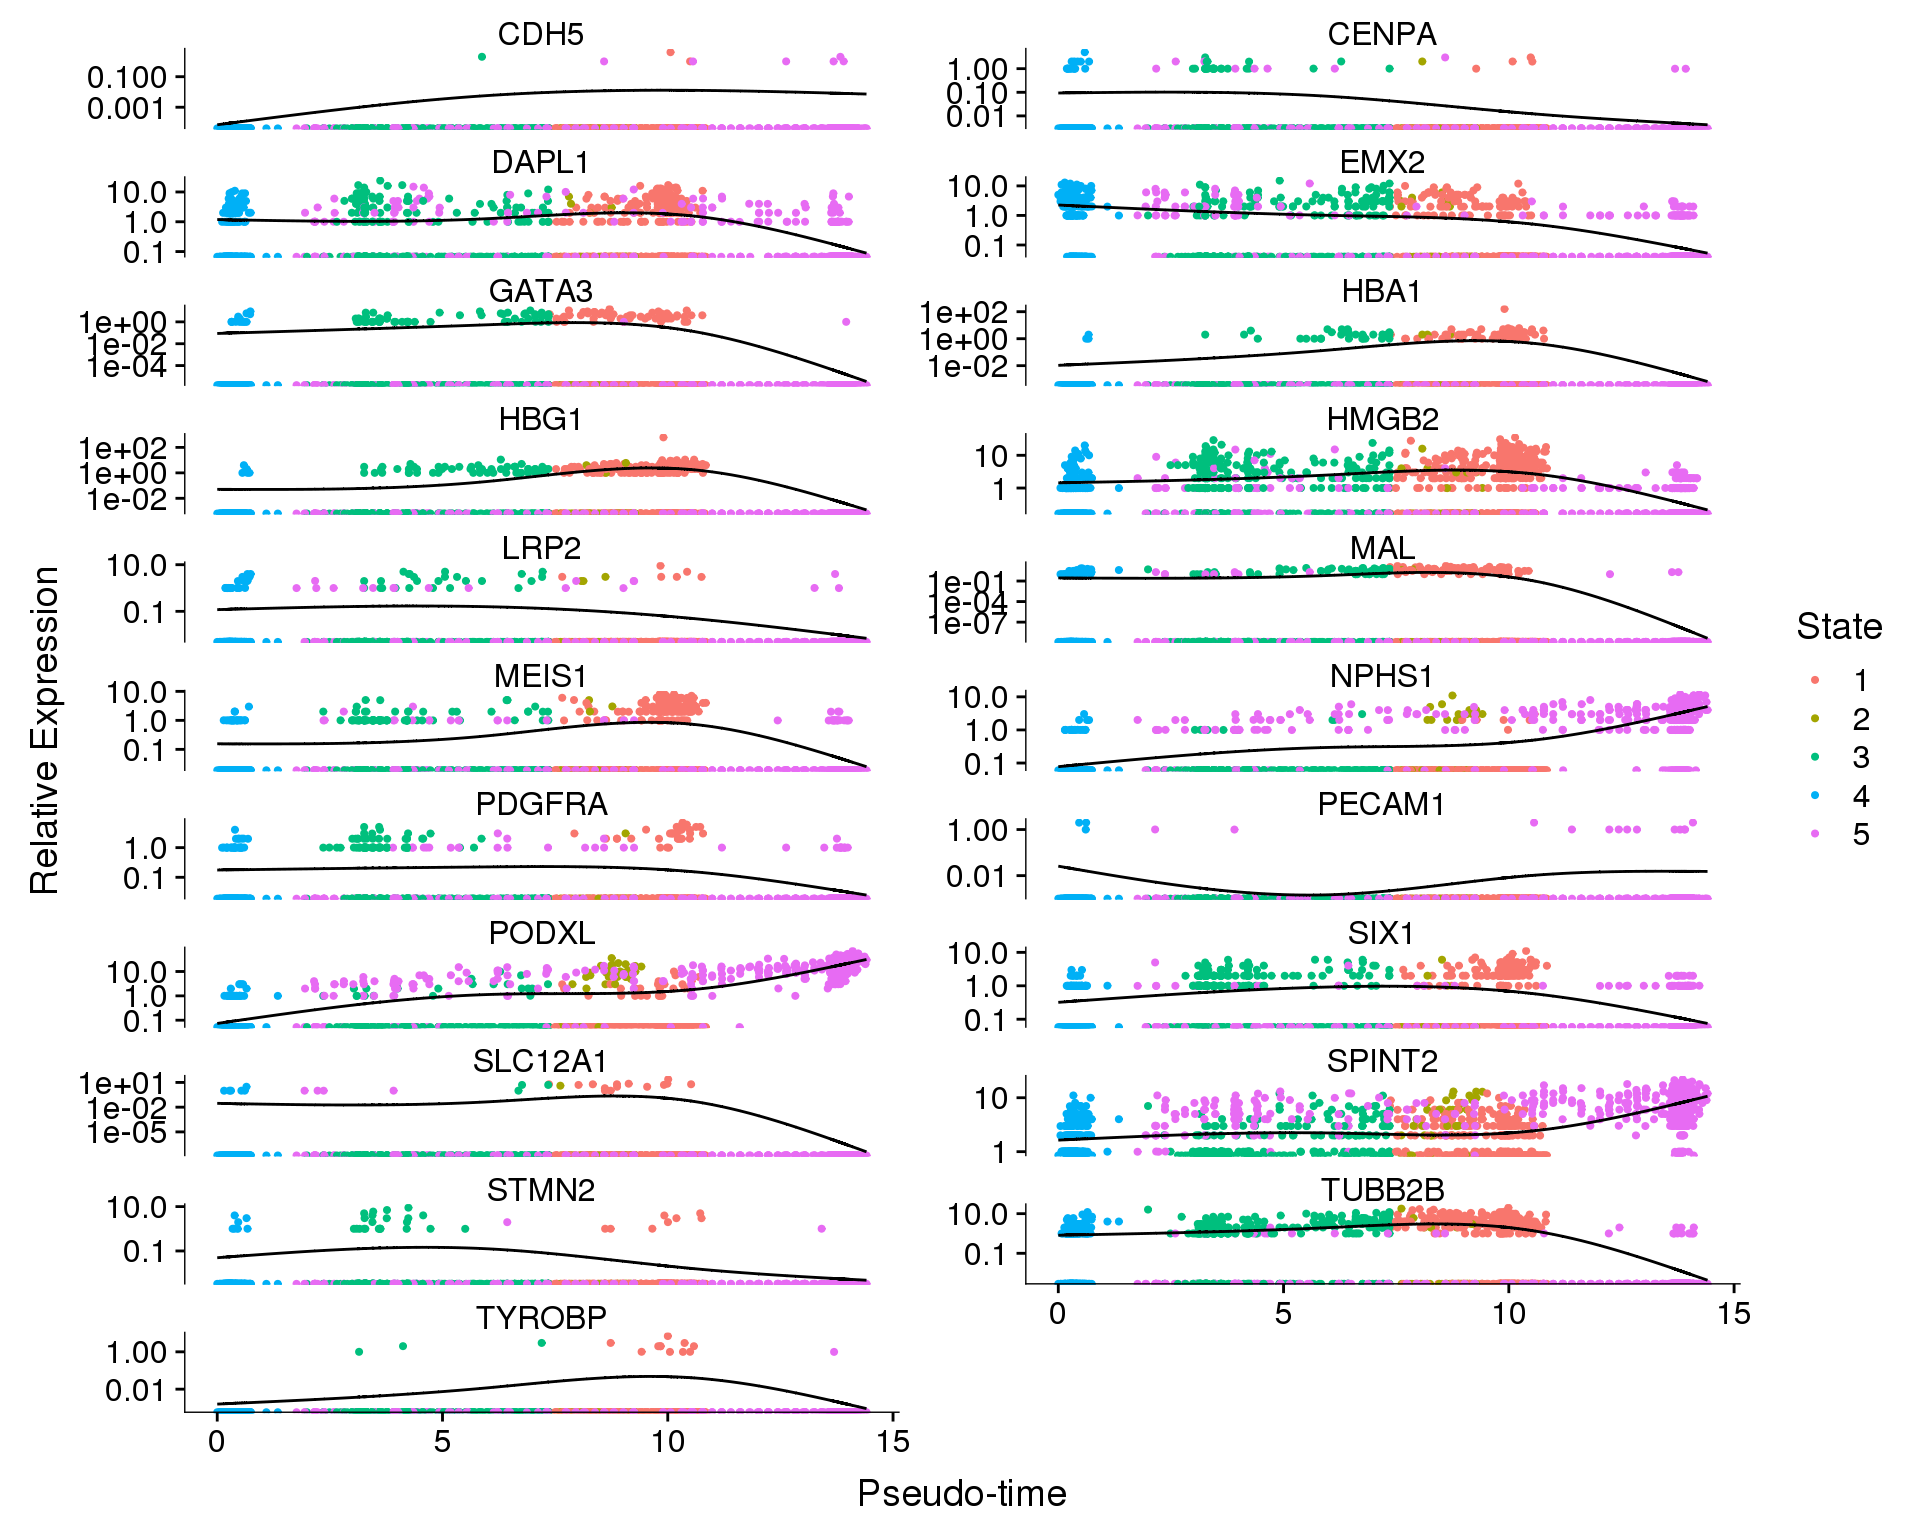 CDH5
0.100
0.001
CENPA
1.00
0.10
0.01
DAPL1
10.0
1.0
0.1
EMX2
10.0
1.0
0.1
GATA3
1e+00
1e-02
1e-04
HBA1
1e+02
1e+00
1e-02
HBG1
1e+02
1e+00
1e-02
HMGB2
10
1
LRP2
10.0
0.1
MAL
1e-01
1e-04
1e-07
MEIS1
10.0
1.0
0.1
NPHS1
10.0
1.0
0.1
PDGFRA
1.0
0.1
PECAM1
1.00
0.01
PODXL
10.0
1.0
0.1
SIX1
10.0
1.0
0.1
SLC12A1
1e+01
1e-02
1e-05
SPINT2
10
1
STMN2
10.0
0.1
TUBB2B
10.0
0.1
0 5 10 15
TYROBP
1.00
0.01
0 5 10 15
Pseudo-time
Relative Expression
State
1
2
3
4
5